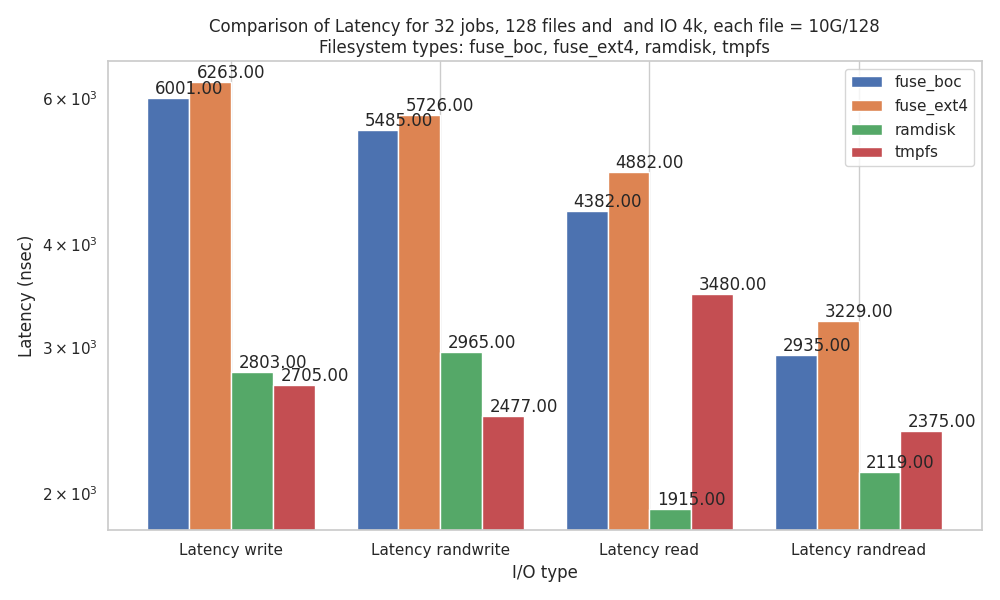 Comparison of Latency for 32 jobs, 128 files and  and IO 4k, each file = 10G/128
Filesystem types: fuse_boc, fuse_ext4, ramdisk, tmpfs
fuse_boc
fuse_ext4
ramdisk
tmpfs
6 × 10³
4 × 10³
3 × 10³
2 × 10³
Latency (nsec)
6001.00
6263.00
2803.00
2705.00
5485.00
5726.00
2965.00
2477.00
4382.00
4882.00
1915.00
3480.00
2935.00
3229.00
2119.00
2375.00
Latency write
Latency randwrite
Latency read
Latency randread
I/O type